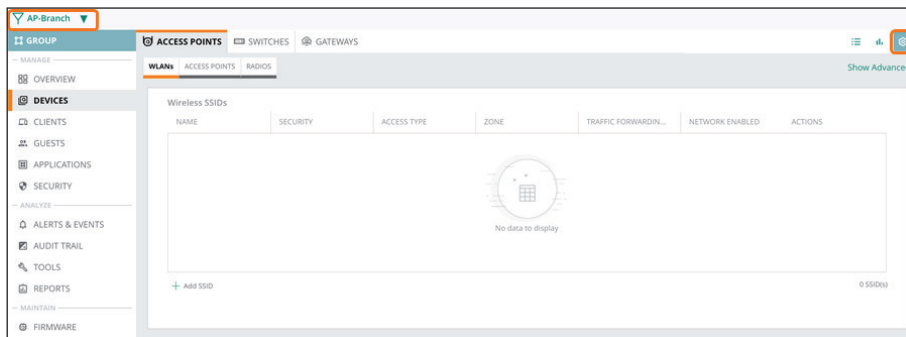 AP-Branch
GROUP
ACCESS POINTS SWITCHES GATEWAYS
MANAGE
WLANs ACCESS POINTS RADIOS
Show Advance
OVERVIEW
DEVICES
CLIENTS
GUESTS
APPLICATIONS
SECURITY
ANALYZE
ALERTS & EVENTS
AUDIT TRAIL
TOOLS
REPORTS
MAINTAIN
FIRMWARE
Wireless SSIDs
NAME SECURITY ACCESS TYPE ZONE TRAFFIC FORWARDIN... NETWORK ENABLED ACTIONS
No data to display
+ Add SSID
0 SSID(s)